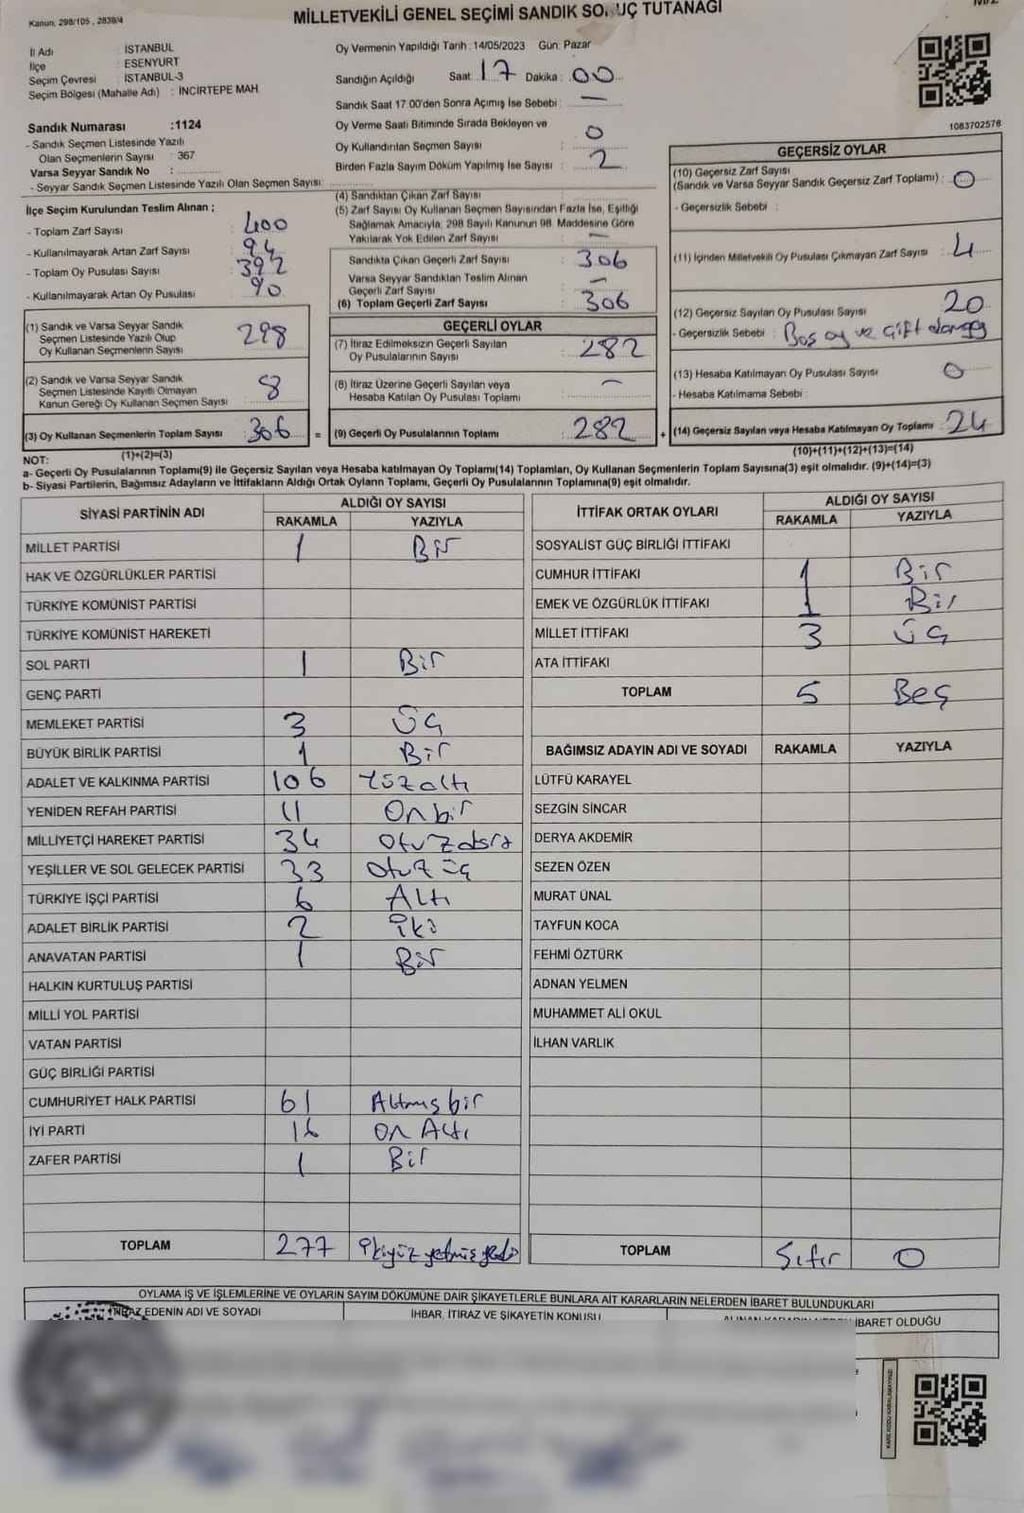 Kanun, 298/105, 2839/4
MİLLETVEKİLİ GENEL SEÇİMİ SANDIK SO UÇ TUTANAĞI
İl Adı : İSTANBUL
İlçe : ESENYURT
Seçim Çevresi : İSTANBUL-3
Seçim Bölgesi (Mahalle Adı) : İNCİRTEPE MAH
Sandık Numarası :1124
- Sandık Seçmen Listesinde Yazılı
Olan Seçmenlerin Sayısı : 367
Varsa Seyyar Sandık No :
- Seyyar Sandık Seçmen Listesinde Yazılı Olan Seçmen Sayısı:
İlçe Seçim Kurulundan Teslim Alınan ;
- Toplam Zarf Sayısı : 400
- Kullanılmayarak Artan Zarf Sayısı : 94
- Toplam Oy Pusulası Sayısı : 392
- Kullanılmayarak Artan Oy Pusulası : 90
(1) Sandık ve Varsa Seyyar Sandık
Seçmen Listesinde Yazılı Olup
Oy Kullanan Seçmenlerin Sayısı 298
(2) Sandık ve Varsa Seyyar Sandık
Seçmen Listesinde Kayıtlı Olmayan
Kanun Gereği Oy Kullanan Seçmen Sayısı : 8
(3) Oy Kullanan Seçmenlerin Toplam Sayısı : 306
Oy Vermenin Yapıldığı Tarih :14/05/2023 Gün: Pazar
Sandığın Açıldığı Saat: 17 Dakika : 00
Sandık Saat 17.00'den Sonra Açılmış İse Sebebi : —
Oy Verme Saati Bitiminde Sırada Bekleyen ve
Oy Kullandırılan Seçmen Sayısı : 0
Birden Fazla Sayım Döküm Yapılmış İse Sayısı : 2
(4) Sandıktan Çıkan Zarf Sayısı :
(5) Zarf Sayısı Oy Kullanan Seçmen Sayısından Fazla İse, Eşitliği
Sağlamak Amacıyla, 298 Sayılı Kanunun 98. Maddesine Göre
Yakılarak Yok Edilen Zarf Sayısı : —
Sandıkta Çıkan Geçerli Zarf Sayısı : 306
Varsa Seyyar Sandıktan Teslim Alınan
Geçerli Zarf Sayısı : —
(6) Toplam Geçerli Zarf Sayısı : 306
GEÇERLİ OYLAR
(7) İtiraz Edilmeksizin Geçerli Sayılan
Oy Pusulalarının Sayısı : 282
(8) İtiraz Üzerine Geçerli Sayılan veya
Hesaba Katılan Oy Pusulası Toplamı : —
= (9) Geçerli Oy Pusulalarının Toplamı : 282
1083702576
GEÇERSİZ OYLAR
(10) Geçersiz Zarf Sayısı
(Sandık ve Varsa Seyyar Sandık Geçersiz Zarf Toplamı) : 0
- Geçersizlik Sebebi :
(11) İçinden Milletvekili Oy Pusulası Çıkmayan Zarf Sayısı : 4
(12) Geçersiz Sayılan Oy Pusulası Sayısı : 20
- Geçersizlik Sebebi : Boş oy ve çift
(13) Hesaba Katılmayan Oy Pusulası Sayısı : 0
- Hesaba Katılmama Sebebi :
+ (14) Geçersiz Sayılan veya Hesaba Katılmayan Oy Toplamı : 24
NOT: (1)+(2)=(3) (10)+(11)+(12)+(13)=(14)
a- Geçerli Oy Pusulalarının Toplamı(9) ile Geçersiz Sayılan veya Hesaba katılmayan Oy Toplamı(14) Toplamları, Oy Kullanan Seçmenlerin Toplam Sayısına(3) eşit olmalıdır. (9)+(14)=(3)
b- Siyasi Partilerin, Bağımsız Adayların ve İttifakların Aldığı Ortak Oyların Toplamı, Geçerli Oy Pusulalarının Toplamına(9) eşit olmalıdır.
SİYASİ PARTİNİN ADI ALDIĞI OY SAYISI
RAKAMLA YAZIYLA
MİLLET PARTİSİ 1 Bir
HAK VE ÖZGÜRLÜKLER PARTİSİ
TÜRKİYE KOMÜNİST PARTİSİ
TÜRKİYE KOMÜNİST HAREKETİ
SOL PARTİ 1 Bir
GENÇ PARTİ
MEMLEKET PARTİSİ 3 Üç
BÜYÜK BİRLİK PARTİSİ 1 Bir
ADALET VE KALKINMA PARTİSİ 106 Yüzaltı
YENİDEN REFAH PARTİSİ 11 Onbir
MİLLİYETÇİ HAREKET PARTİSİ 34
YEŞİLLER VE SOL GELECEK PARTİSİ 33 Otuz üç
TÜRKİYE İŞÇİ PARTİSİ 6 Altı
ADALET BİRLİK PARTİSİ 2 iki
ANAVATAN PARTİSİ 1 Bir
HALKIN KURTULUŞ PARTİSİ
MİLLİ YOL PARTİSİ
VATAN PARTİSİ
GÜÇ BİRLİĞİ PARTİSİ
CUMHURİYET HALK PARTİSİ 61 Altmış bir
İYİ PARTİ 16 On Altı
ZAFER PARTİSİ 1 Bir
TOPLAM 277 ikiyüz yetmiş yedi
İTTİFAK ORTAK OYLARI ALDIĞI OY SAYISI
RAKAMLA YAZIYLA
SOSYALİST GÜÇ BİRLİĞİ İTTİFAKI
CUMHUR İTTİFAKI 1 Bir
EMEK VE ÖZGÜRLÜK İTTİFAKI 1 Bir
MİLLET İTTİFAKI 3 Üç
ATA İTTİFAKI
TOPLAM 5 Beş
BAĞIMSIZ ADAYIN ADI VE SOYADI RAKAMLA YAZIYLA
LÜTFÜ KARAYEL
SEZGİN SİNCAR
DERYA AKDEMİR
SEZEN ÖZEN
MURAT ÜNAL
TAYFUN KOCA
FEHMİ ÖZTÜRK
ADNAN YELMEN
MUHAMMET ALİ OKUL
İLHAN VARLIK
TOPLAM Sıfır 0
OYLAMA İŞ VE İŞLEMLERİNE VE OYLARIN SAYIM DÖKÜMÜNE DAİR ŞİKAYETLERLE BUNLARA AİT KARARLARIN NELERDEN İBARET BULUNDUKLARI
EDENİN ADI VE SOYADI İHBAR, İTİRAZ VE ŞİKAYETİN KONUSU İBARET OLDUĞU